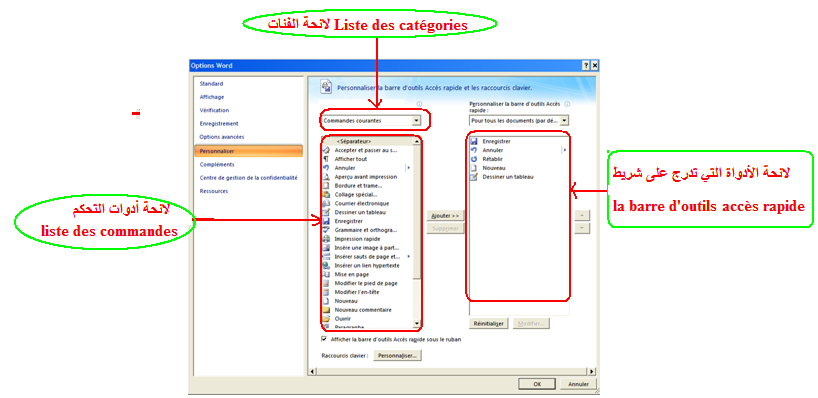 لائحة الفئات Liste des catégories
Options Word
Standard
Affichage
Vérification
Enregistrement
Options avancées
Personnaliser
Compléments
Centre de gestion de la confidentialité
Ressources
Personnaliser la barre d'outils Accès rapide et les raccourcis clavier.
Commandes courantes
<Séparateur>
Accepter et passer au s...
Afficher tout
Annuler
Aperçu avant impression
Bordure et trame...
Collage spécial...
Courrier électronique
Dessiner un tableau
Enregistrer
Grammaire et orthogra...
Impression rapide
Insère une image à part...
Insérer sauts de page et...
Insérer un lien hypertexte
Mise en page
Modifier le pied de page
Modifier l'en-tête
Nouveau
Nouveau commentaire
Ouvrir
Paragraphe
Ajouter >>
Supprimer
Personnaliser la barre d'outils Accès
rapide :
Pour tous les documents (par dé...
Enregistrer
Annuler
Rétablir
Nouveau
Dessiner un tableau
Réinitialiser
Modifier...
Afficher la barre d'outils Accès rapide sous le ruban
Raccourcis clavier :
Personnaliser...
OK
Annuler
لائحة أدوات التحكم
liste des commandes
لائحة الأدواة التي تدرج على شريط
la barre d'outils accès rapide